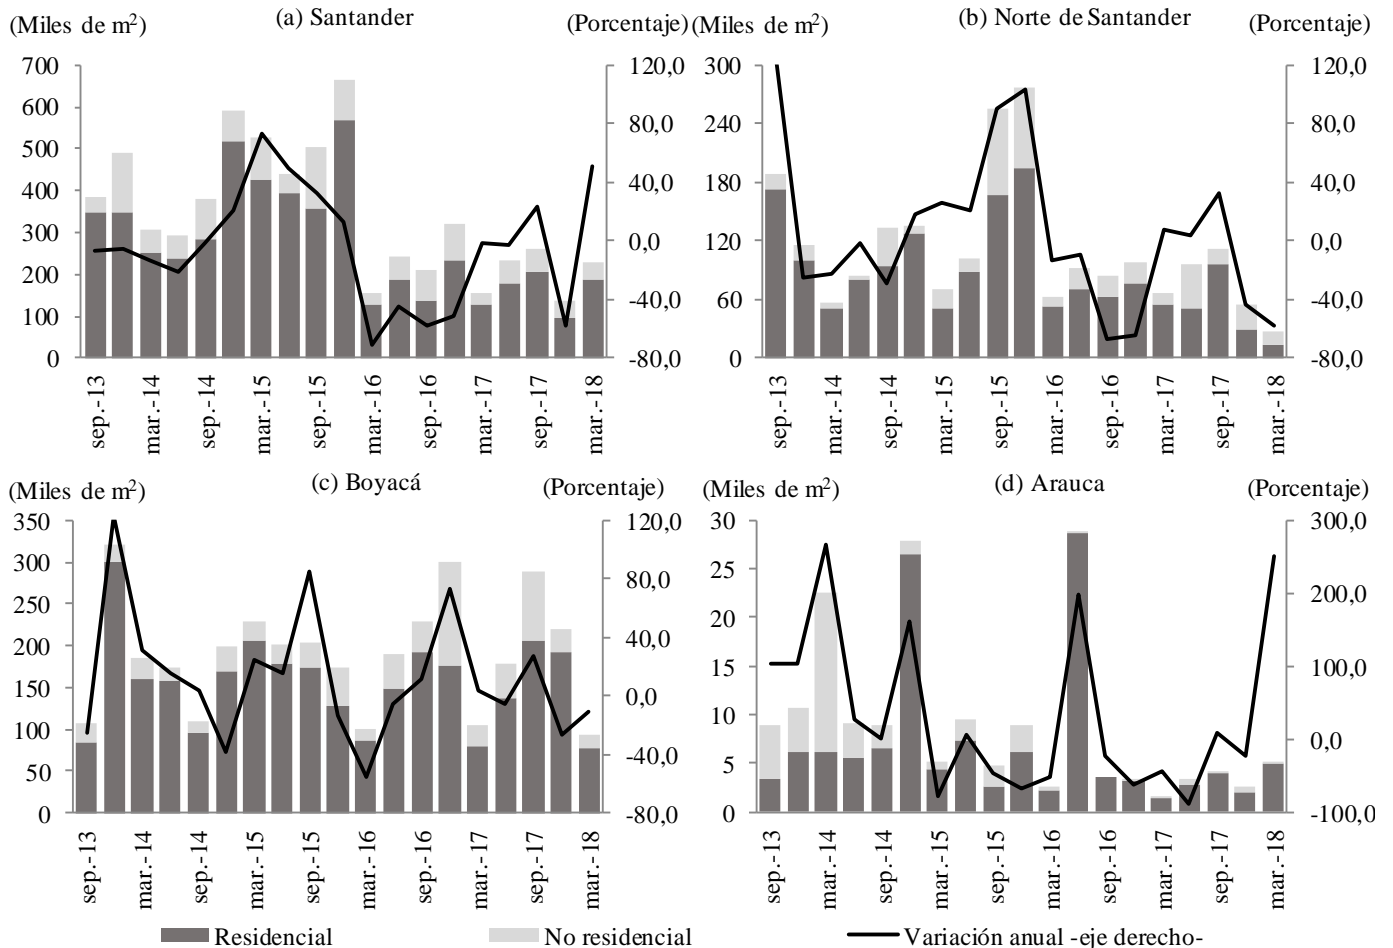 (a) Santander
(Miles de m²) (Porcentaje)
700 120,0
600 80,0
500 40,0
400 0,0
300 -40,0
200 -80,0
100
0
sep.-13 mar.-14 sep.-14 mar.-15 sep.-15 mar.-16 sep.-16 mar.-17 sep.-17 mar.-18
(b) Norte de Santander
(Miles de m²) (Porcentaje)
300 120,0
240 80,0
180 40,0
120 0,0
60 -40,0
0 -80,0
sep.-13 mar.-14 sep.-14 mar.-15 sep.-15 mar.-16 sep.-16 mar.-17 sep.-17 mar.-18
(c) Boyacá
(Miles de m²) (Porcentaje)
350 120,0
300 80,0
250 40,0
200 0,0
150 -40,0
100 -80,0
50
0
sep.-13 mar.-14 sep.-14 mar.-15 sep.-15 mar.-16 sep.-16 mar.-17 sep.-17 mar.-18
(d) Arauca
(Miles de m²) (Porcentaje)
30 300,0
25 200,0
20 100,0
15 0,0
10 -100,0
5
0
sep.-13 mar.-14 sep.-14 mar.-15 sep.-15 mar.-16 sep.-16 mar.-17 sep.-17 mar.-18
Residencial No residencial Variación anual -eje derecho-